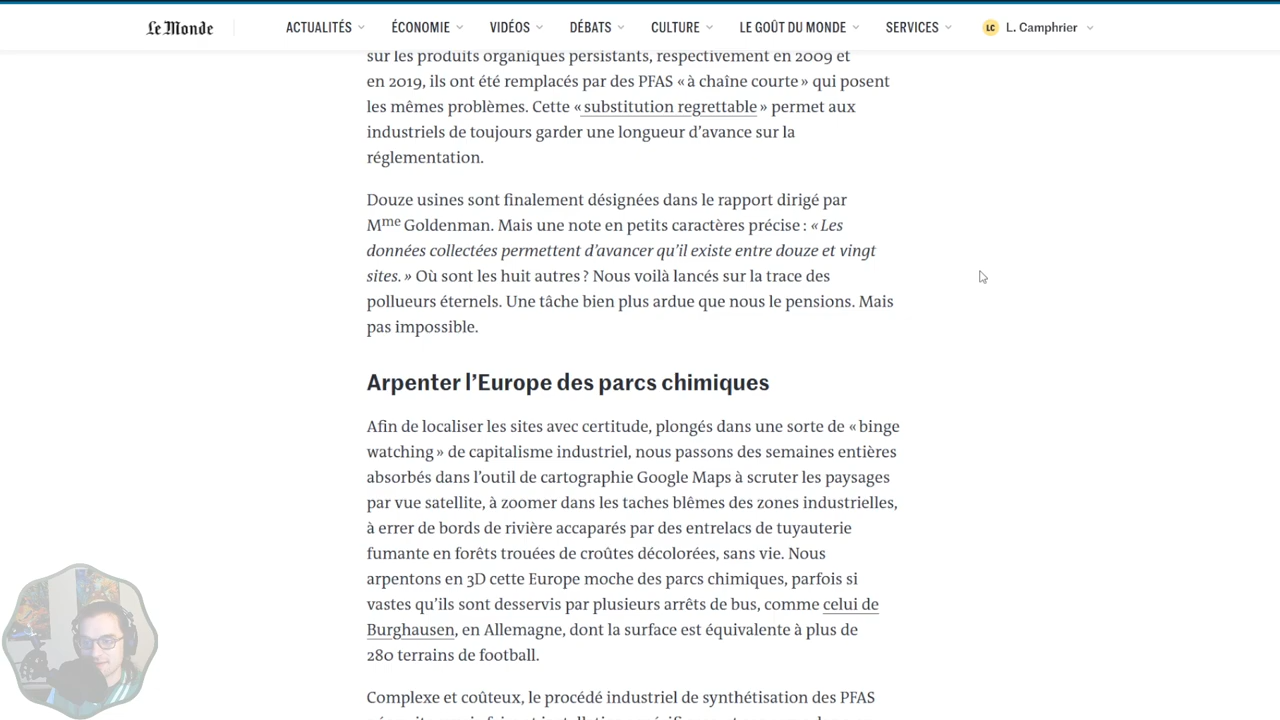 Le Monde
ACTUALITÉS
ÉCONOMIE
VIDÉOS
DÉBATS
CULTURE
LE GOÛT DU MONDE
SERVICES
LC
L. Camphrier
sur les produits organiques persistants, respectivement en 2009 et
en 2019, ils ont été remplacés par des PFAS « à chaîne courte » qui posent
les mêmes problèmes. Cette « substitution regrettable » permet aux
industriels de toujours garder une longueur d’avance sur la
réglementation.
Douze usines sont finalement désignées dans le rapport dirigé par
Mme Goldenman. Mais une note en petits caractères précise : « Les
données collectées permettent d’avancer qu’il existe entre douze et vingt
sites. » Où sont les huit autres ? Nous voilà lancés sur la trace des
pollueurs éternels. Une tâche bien plus ardue que nous le pensions. Mais
pas impossible.
Arpenter l’Europe des parcs chimiques
Afin de localiser les sites avec certitude, plongés dans une sorte de « binge
watching » de capitalisme industriel, nous passons des semaines entières
absorbés dans l’outil de cartographie Google Maps à scruter les paysages
par vue satellite, à zoomer dans les taches blêmes des zones industrielles,
à errer de bords de rivière accaparés par des entrelacs de tuyauterie
fumante en forêts trouées de croûtes décolorées, sans vie. Nous
arpentons en 3D cette Europe moche des parcs chimiques, parfois si
vastes qu’ils sont desservis par plusieurs arrêts de bus, comme celui de
Burghausen, en Allemagne, dont la surface est équivalente à plus de
280 terrains de football.
Complexe et coûteux, le procédé industriel de synthétisation des PFAS